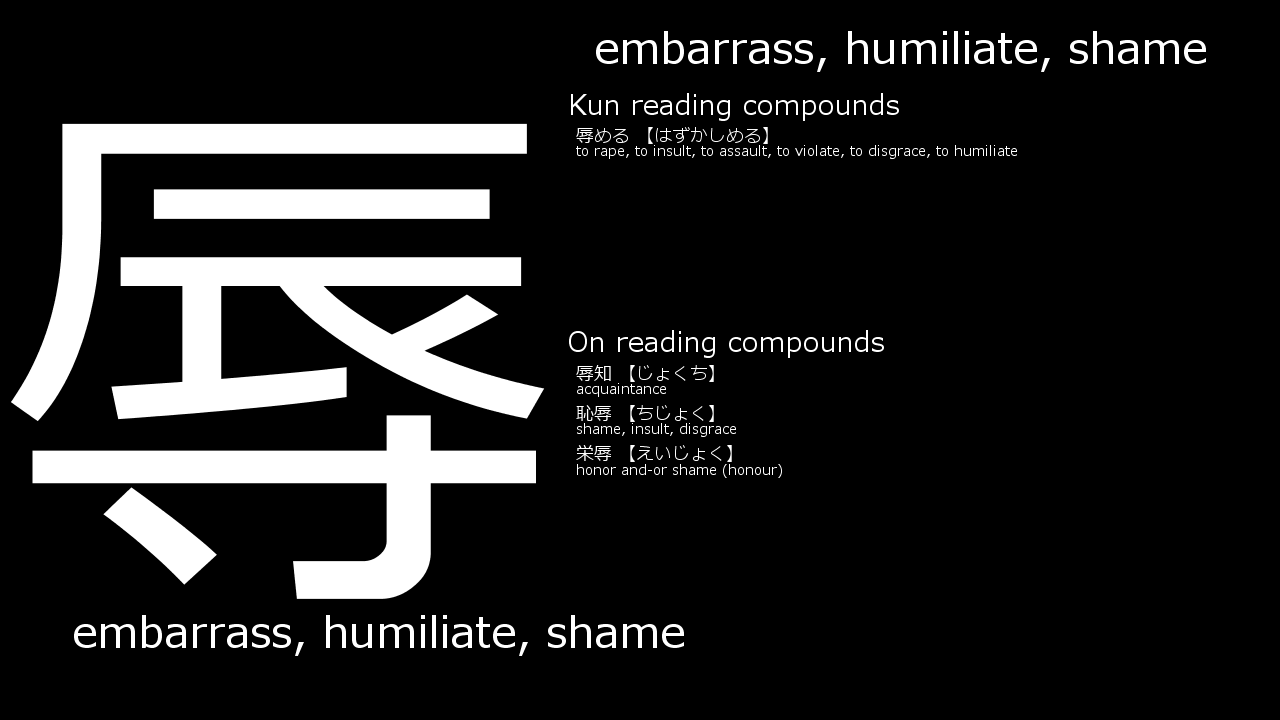 辱
embarrass, humiliate, shame
embarrass, humiliate, shame
Kun reading compounds
辱める 【はずかしめる】
to rape, to insult, to assault, to violate, to disgrace, to humiliate
On reading compounds
辱知 【じょくち】
acquaintance
恥辱 【ちじょく】
shame, insult, disgrace
栄辱 【えいじょく】
honor and-or shame (honour)